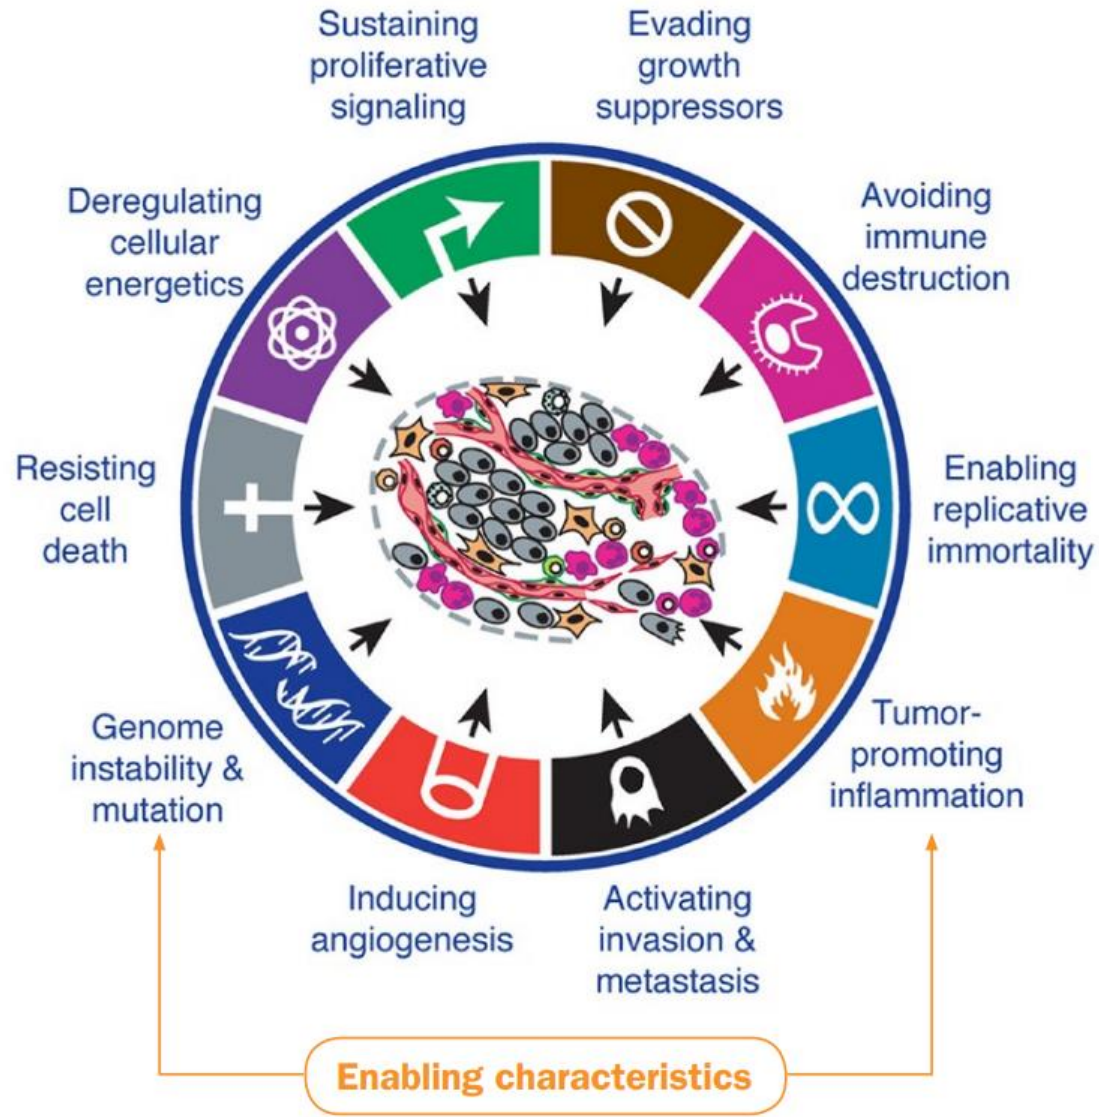 Sustaining
proliferative
signaling
Evading
growth
suppressors
Avoiding
immune
destruction
Enabling
replicative
immortality
Tumor-
promoting
inflammation
Activating
invasion &
metastasis
Inducing
angiogenesis
Genome
instability &
mutation
Resisting
cell
death
Deregulating
cellular
energetics
Enabling characteristics